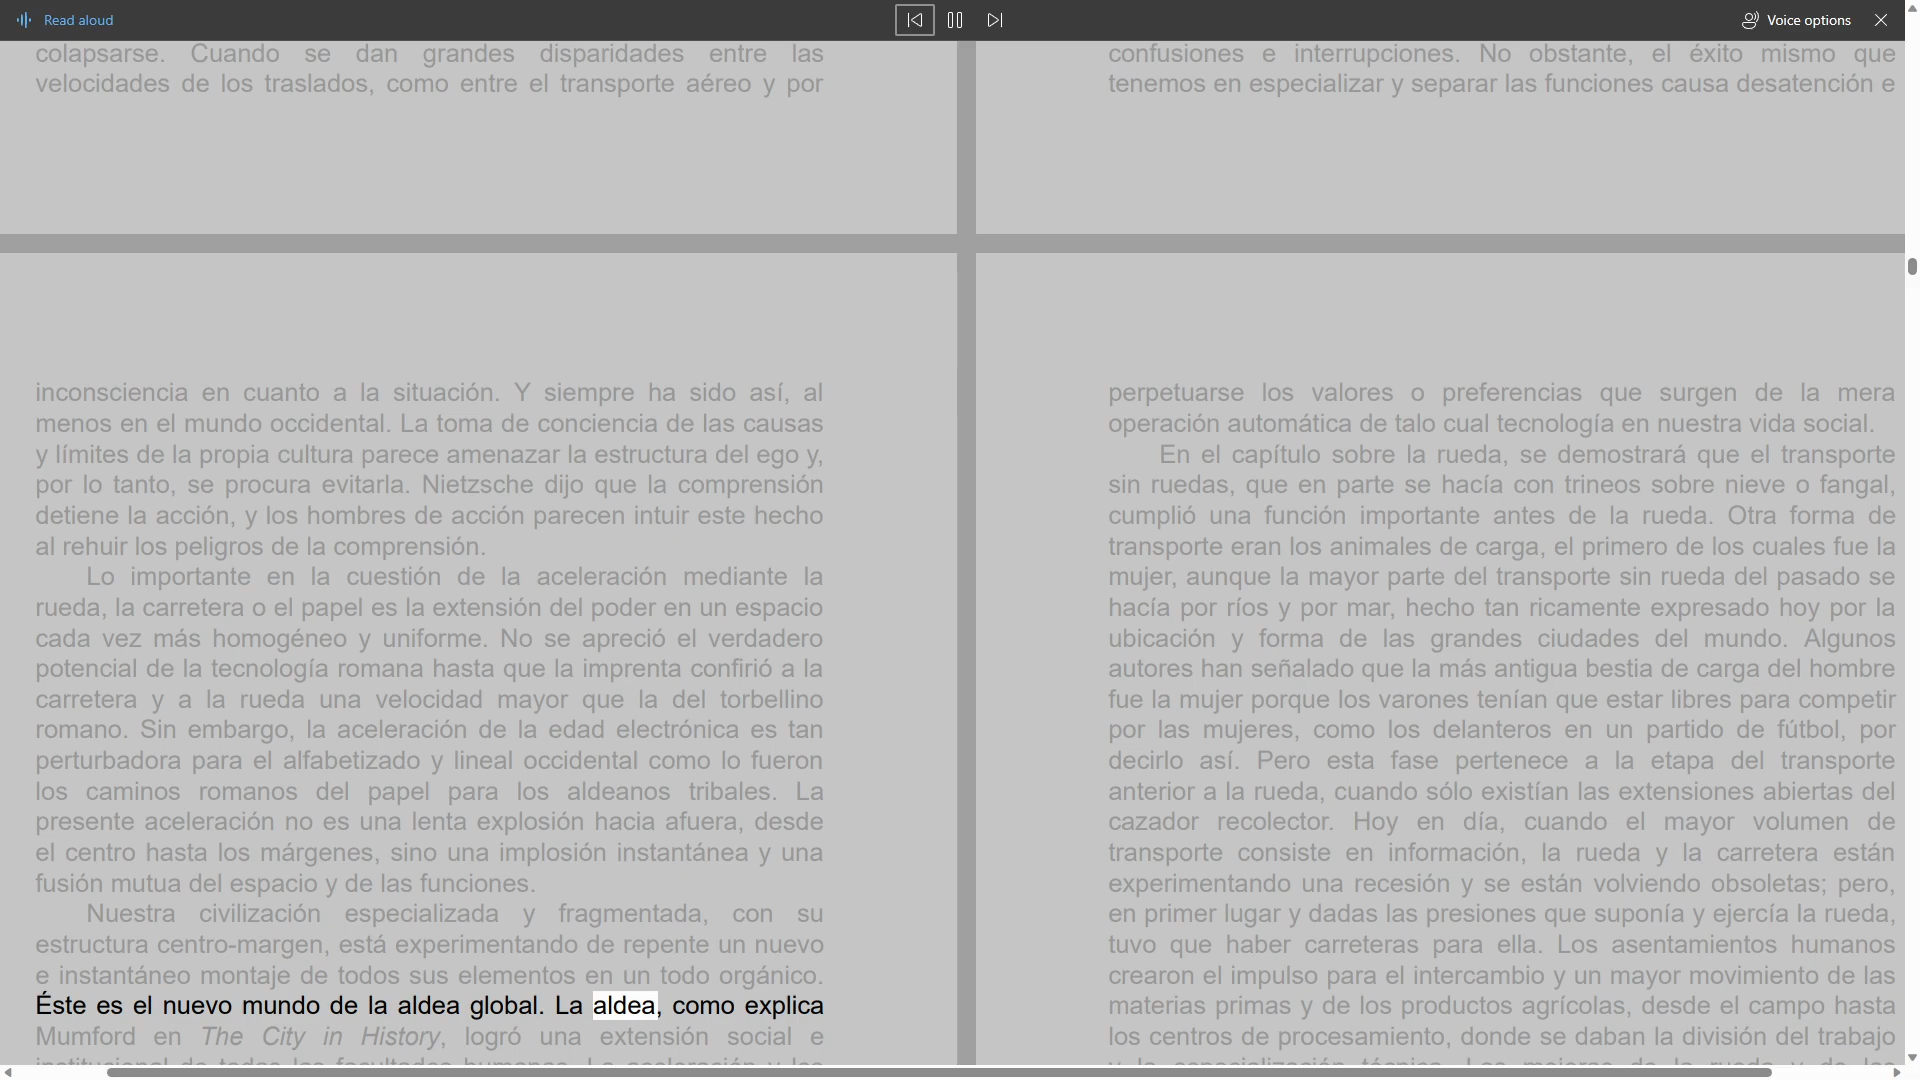 Read aloud
Voice options
colapsarse. Cuando se dan grandes disparidades entre las
velocidades de los traslados, como entre el transporte aéreo y por
confusiones e interrupciones. No obstante, el éxito mismo que
tenemos en especializar y separar las funciones causa desatención e
inconsciencia en cuanto a la situación. Y siempre ha sido así, al
menos en el mundo occidental. La toma de conciencia de las causas
y límites de la propia cultura parece amenazar la estructura del ego y,
por lo tanto, se procura evitarla. Nietzsche dijo que la comprensión
detiene la acción, y los hombres de acción parecen intuir este hecho
al rehuir los peligros de la comprensión.
Lo importante en la cuestión de la aceleración mediante la
rueda, la carretera o el papel es la extensión del poder en un espacio
cada vez más homogéneo y uniforme. No se apreció el verdadero
potencial de la tecnología romana hasta que la imprenta confirió a la
carretera y a la rueda una velocidad mayor que la del torbellino
romano. Sin embargo, la aceleración de la edad electrónica es tan
perturbadora para el alfabetizado y lineal occidental como lo fueron
los caminos romanos del papel para los aldeanos tribales. La
presente aceleración no es una lenta explosión hacia afuera, desde
el centro hasta los márgenes, sino una implosión instantánea y una
fusión mutua del espacio y de las funciones.
Nuestra civilización especializada y fragmentada, con su
estructura centro-margen, está experimentando de repente un nuevo
e instantáneo montaje de todos sus elementos en un todo orgánico.
Éste es el nuevo mundo de la aldea global. La aldea, como explica
Mumford en The City in History, logró una extensión social e
institucional de todas las facultades humanas. La aceleración y los
perpetuarse los valores o preferencias que surgen de la mera
operación automática de talo cual tecnología en nuestra vida social.
En el capítulo sobre la rueda, se demostrará que el transporte
sin ruedas, que en parte se hacía con trineos sobre nieve o fangal,
cumplió una función importante antes de la rueda. Otra forma de
transporte eran los animales de carga, el primero de los cuales fue la
mujer, aunque la mayor parte del transporte sin rueda del pasado se
hacía por ríos y por mar, hecho tan ricamente expresado hoy por la
ubicación y forma de las grandes ciudades del mundo. Algunos
autores han señalado que la más antigua bestia de carga del hombre
fue la mujer porque los varones tenían que estar libres para competir
por las mujeres, como los delanteros en un partido de fútbol, por
decirlo así. Pero esta fase pertenece a la etapa del transporte
anterior a la rueda, cuando sólo existían las extensiones abiertas del
cazador recolector. Hoy en día, cuando el mayor volumen de
transporte consiste en información, la rueda y la carretera están
experimentando una recesión y se están volviendo obsoletas; pero,
en primer lugar y dadas las presiones que suponía y ejercía la rueda,
tuvo que haber carreteras para ella. Los asentamientos humanos
crearon el impulso para el intercambio y un mayor movimiento de las
materias primas y de los productos agrícolas, desde el campo hasta
los centros de procesamiento, donde se daban la división del trabajo
y la especialización técnica. Las mejoras de la rueda y de las